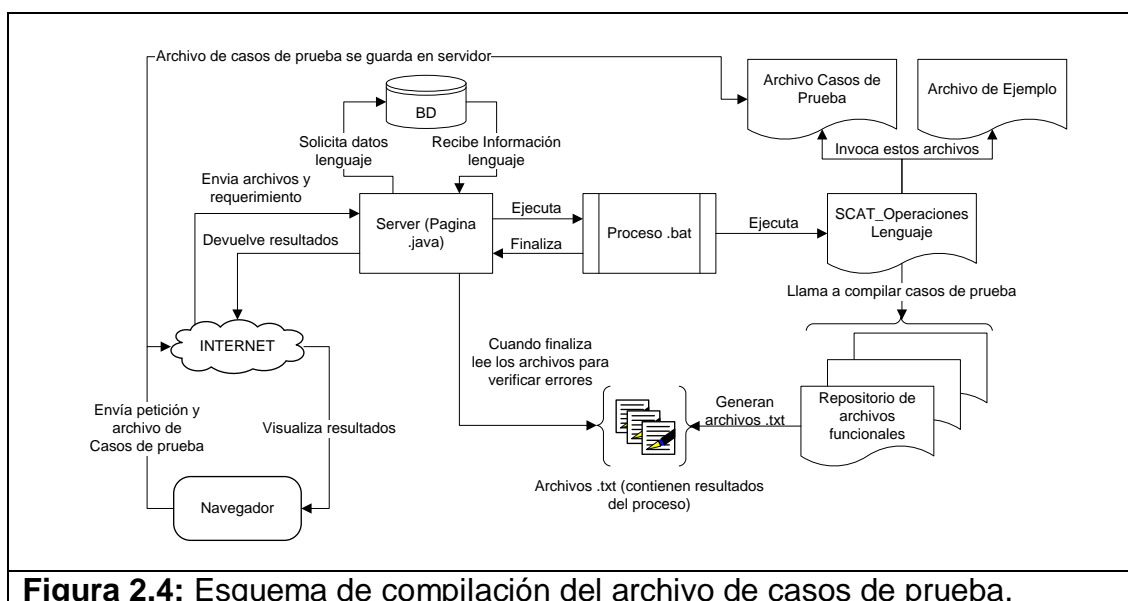 Archivo de casos de prueba se guarda en servidor
Archivo Casos de
Prueba
Archivo de Ejemplo
BD
Solicita datos
lenguaje
Recibe Información
lenguaje
Invoca estos archivos
Envia archivos y
requerimiento
Server (Pagina
.java)
Ejecuta
Finaliza
Proceso .bat
Ejecuta
SCAT_Operaciones
Lenguaje
Devuelve resultados
Llama a compilar casos de prueba
INTERNET
Cuando finaliza
lee los archivos para
verificar errores
Envía petición y
archivo de
Casos de prueba
Visualiza resultados
Generan
archivos .txt
Repositorio de
archivos
funcionales
Archivos .txt (contienen resultados
del proceso)
Navegador
Figura 2.4: Esquema de compilación del archivo de casos de prueba.